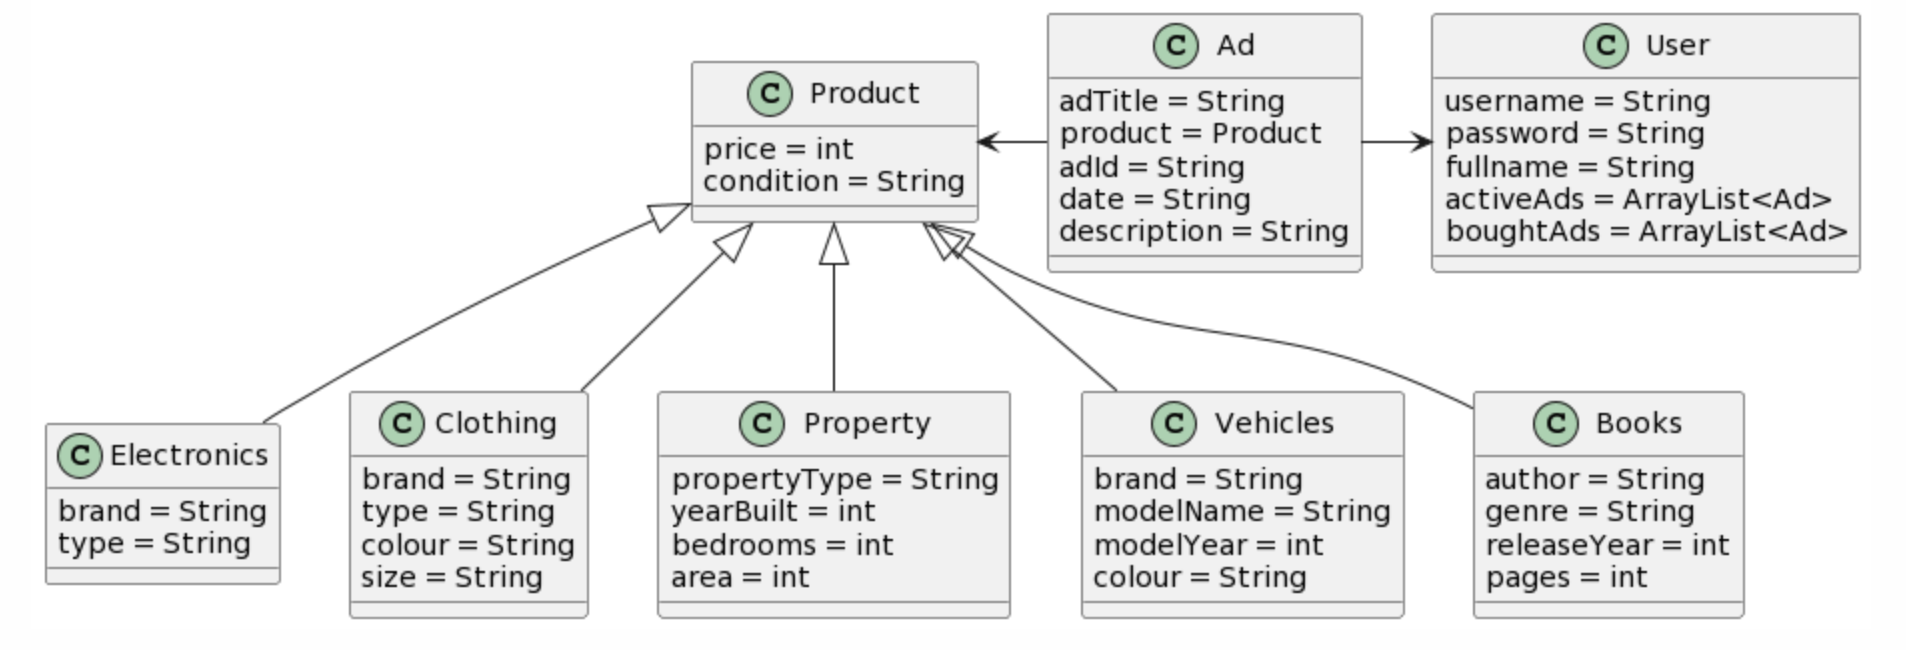 C Product
price = int
condition = String
C Ad
adTitle = String
product = Product
adId = String
date = String
description = String
C User
username = String
password = String
fullname = String
activeAds = ArrayList<Ad>
boughtAds = ArrayList<Ad>
C Electronics
brand = String
type = String
C Clothing
brand = String
type = String
colour = String
size = String
C Property
propertyType = String
yearBuilt = int
bedrooms = int
area = int
C Vehicles
brand = String
modelName = String
modelYear = int
colour = String
C Books
author = String
genre = String
releaseYear = int
pages = int